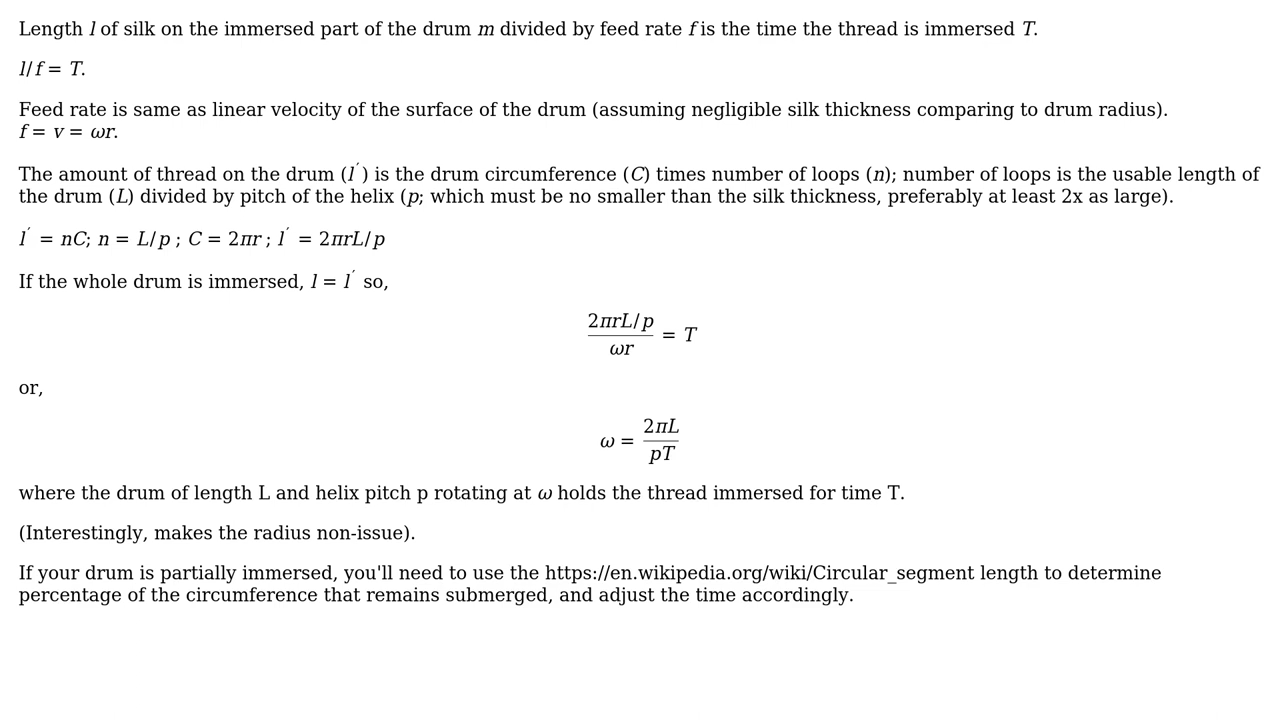 Length l of silk on the immersed part of the drum m divided by feed rate f is the time the thread is immersed T.
l/f = T.
Feed rate is same as linear velocity of the surface of the drum (assuming negligible silk thickness comparing to drum radius).
f = v = ωr.
The amount of thread on the drum (l′) is the drum circumference (C) times number of loops (n); number of loops is the usable length of
the drum (L) divided by pitch of the helix (p; which must be no smaller than the silk thickness, preferably at least 2x as large).
l′ = nC; n = L/p ; C = 2πr ; l′ = 2πrL/p
If the whole drum is immersed, l = l′ so,
\frac{2πrL/p}{ωr} = T
or,
ω = \frac{2πL}{pT}
where the drum of length L and helix pitch p rotating at ω holds the thread immersed for time T.
(Interestingly, makes the radius non-issue).
If your drum is partially immersed, you'll need to use the https://en.wikipedia.org/wiki/Circular_segment length to determine
percentage of the circumference that remains submerged, and adjust the time accordingly.